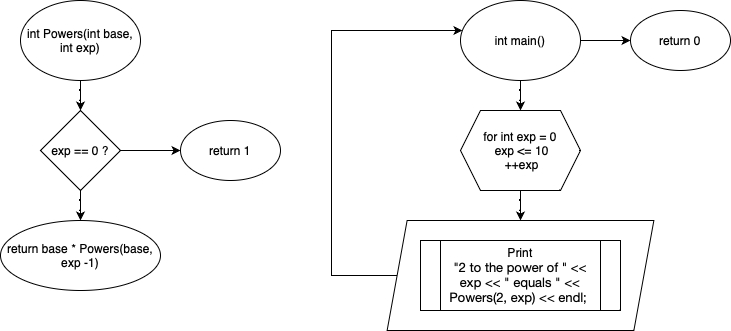 int Powers(int base,
int exp)
exp == 0 ?
return 1
return base * Powers(base,
exp -1)
int main()
return 0
for int exp = 0
exp <= 10
++exp
Print
"2 to the power of " <<
exp << " equals " <<
Powers(2, exp) << endl;